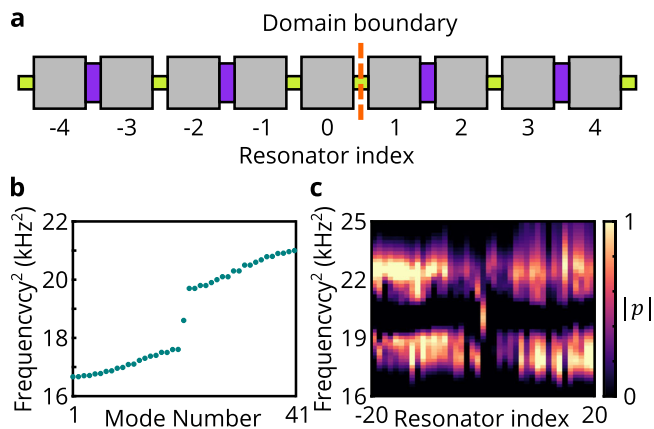 a
Domain boundary
-4 -3 -2 -1 0 1 2 3 4
Resonator index
b
Frequencvcy² (kHz²)
22
20
18
16
1 Mode Number 41
c
Frequencvcy² (kHz²)
25
22
19
16
-20 Resonator index 20
1
|p|
0